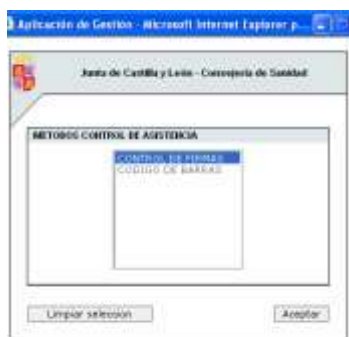 Aplicación de Gestión - Microsoft Internet Explorer p...
Junta de Castilla y León - Consejería de Sanidad
METODOS CONTROL DE ASISTENCIA
CONTROL DE FIRMAS
CODIGO DE BARRAS
Limpiar seleccion
Aceptar